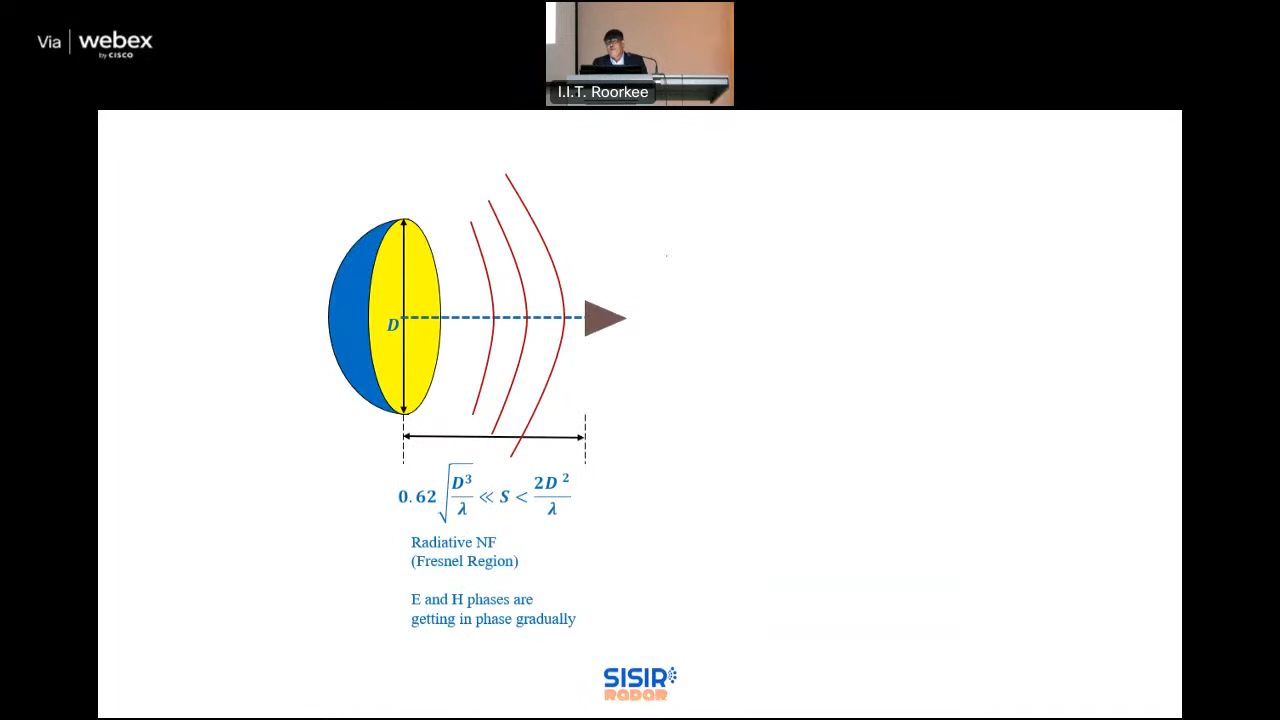 Via webex
by CISCO
I.I.T. Roorkee
D
0.62 √(D³/λ) ≪ S < 2D²/λ
Radiative NF
(Fresnel Region)
E and H phases are
getting in phase gradually
SISIR
RADAR